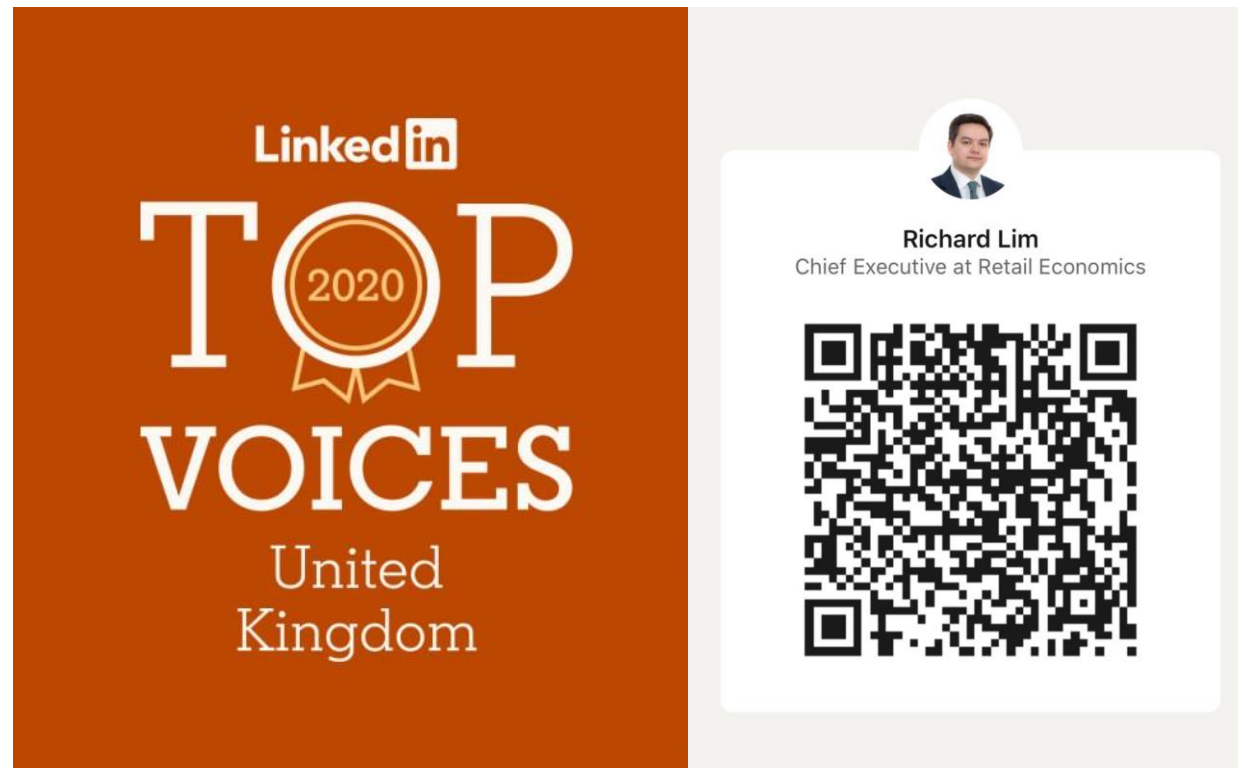 LinkedIn
TOP
2020
VOICES
United
Kingdom
Richard Lim
Chief Executive at Retail Economics